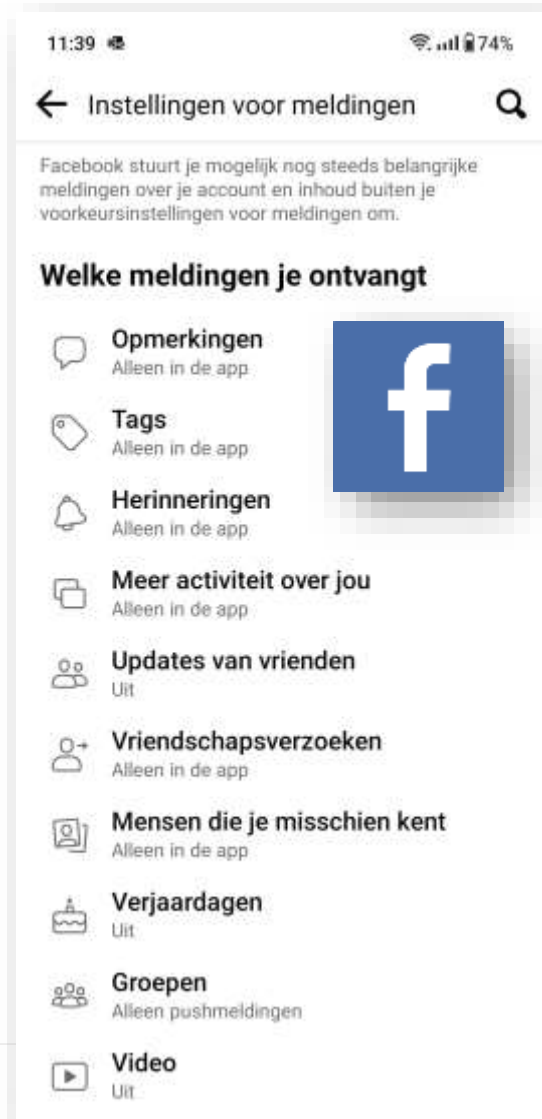 11:39 74%
Instellingen voor meldingen
Facebook stuurt je mogelijk nog steeds belangrijke
meldingen over je account en inhoud buiten je
voorkeursinstellingen voor meldingen om.
Welke meldingen je ontvangt
Opmerkingen
Alleen in de app
f
Tags
Alleen in de app
Herinneringen
Alleen in de app
Meer activiteit over jou
Alleen in de app
Updates van vrienden
Uit
Vriendschapsverzoeken
Alleen in de app
Mensen die je misschien kent
Alleen in de app
Verjaardagen
Uit
Groepen
Alleen pushmeldingen
Video
Uit